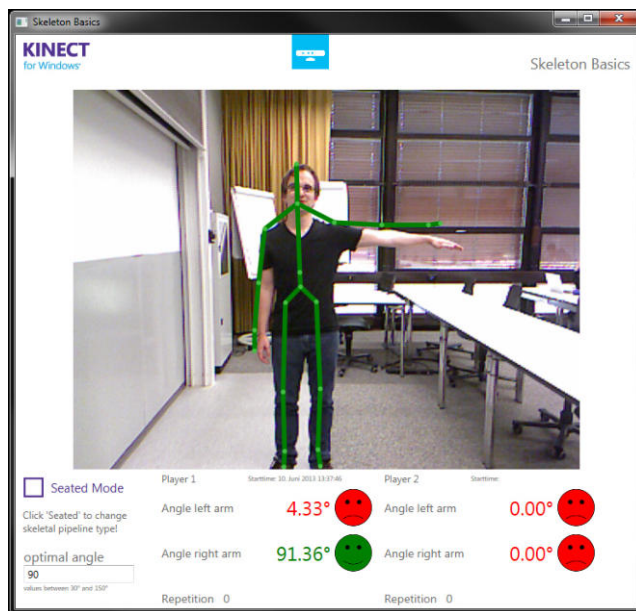 Skeleton Basics
KINECT
for Windows
Skeleton Basics
Seated Mode
Click 'Seated' to change
skeletal pipeline type!
optimal angle
90
values between 30° and 150°
Player 1
Starttime: 10. Juni 2013 13:37:46
Angle left arm
4.33°
Angle right arm
91.36°
Repetition 0
Player 2
Starttime:
Angle left arm
0.00°
Angle right arm
0.00°
Repetition 0